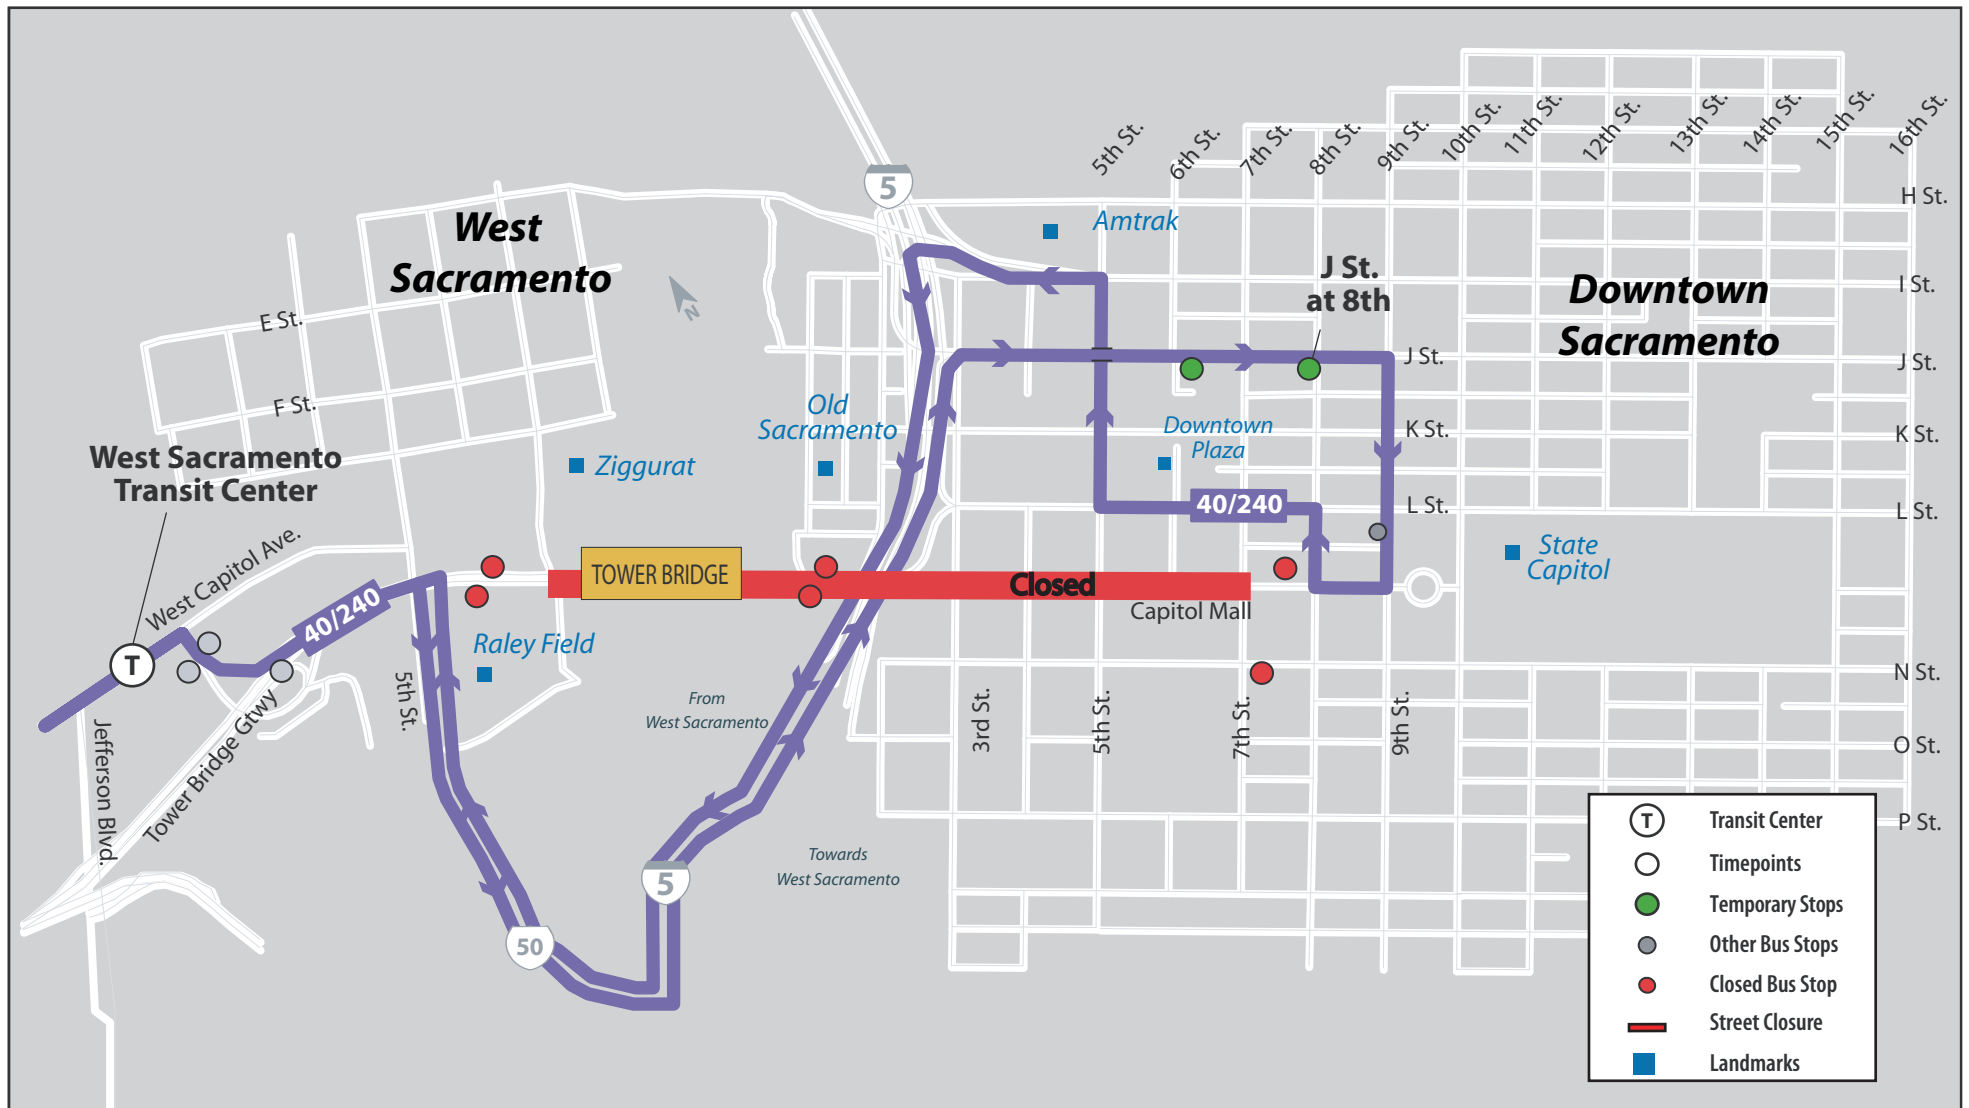 5th St.
6th St.
7th St.
8th St.
9th St.
10th St.
11th St.
12th St.
13th St.
14th St.
15th St.
16th St.
5
H St.
West
Sacramento
Amtrak
J St.
at 8th
Downtown
Sacramento
I St.
I St.
N
E St.
J St.
J St.
F St.
Old
Sacramento
Downtown
Plaza
K St.
K St.
West Sacramento
Transit Center
Ziggurat
40/240
L St.
L St.
West Capitol Ave.
State
Capitol
TOWER BRIDGE
Closed
Capitol Mall
40/240
T
Raley Field
5th St.
From
West Sacramento
3rd St.
5th St.
7th St.
9th St.
N St.
O St.
P St.
Jefferson Blvd.
Tower Bridge Gtwy
Towards
West Sacramento
5
50
T Transit Center
Timepoints
Temporary Stops
Other Bus Stops
Closed Bus Stop
Street Closure
Landmarks